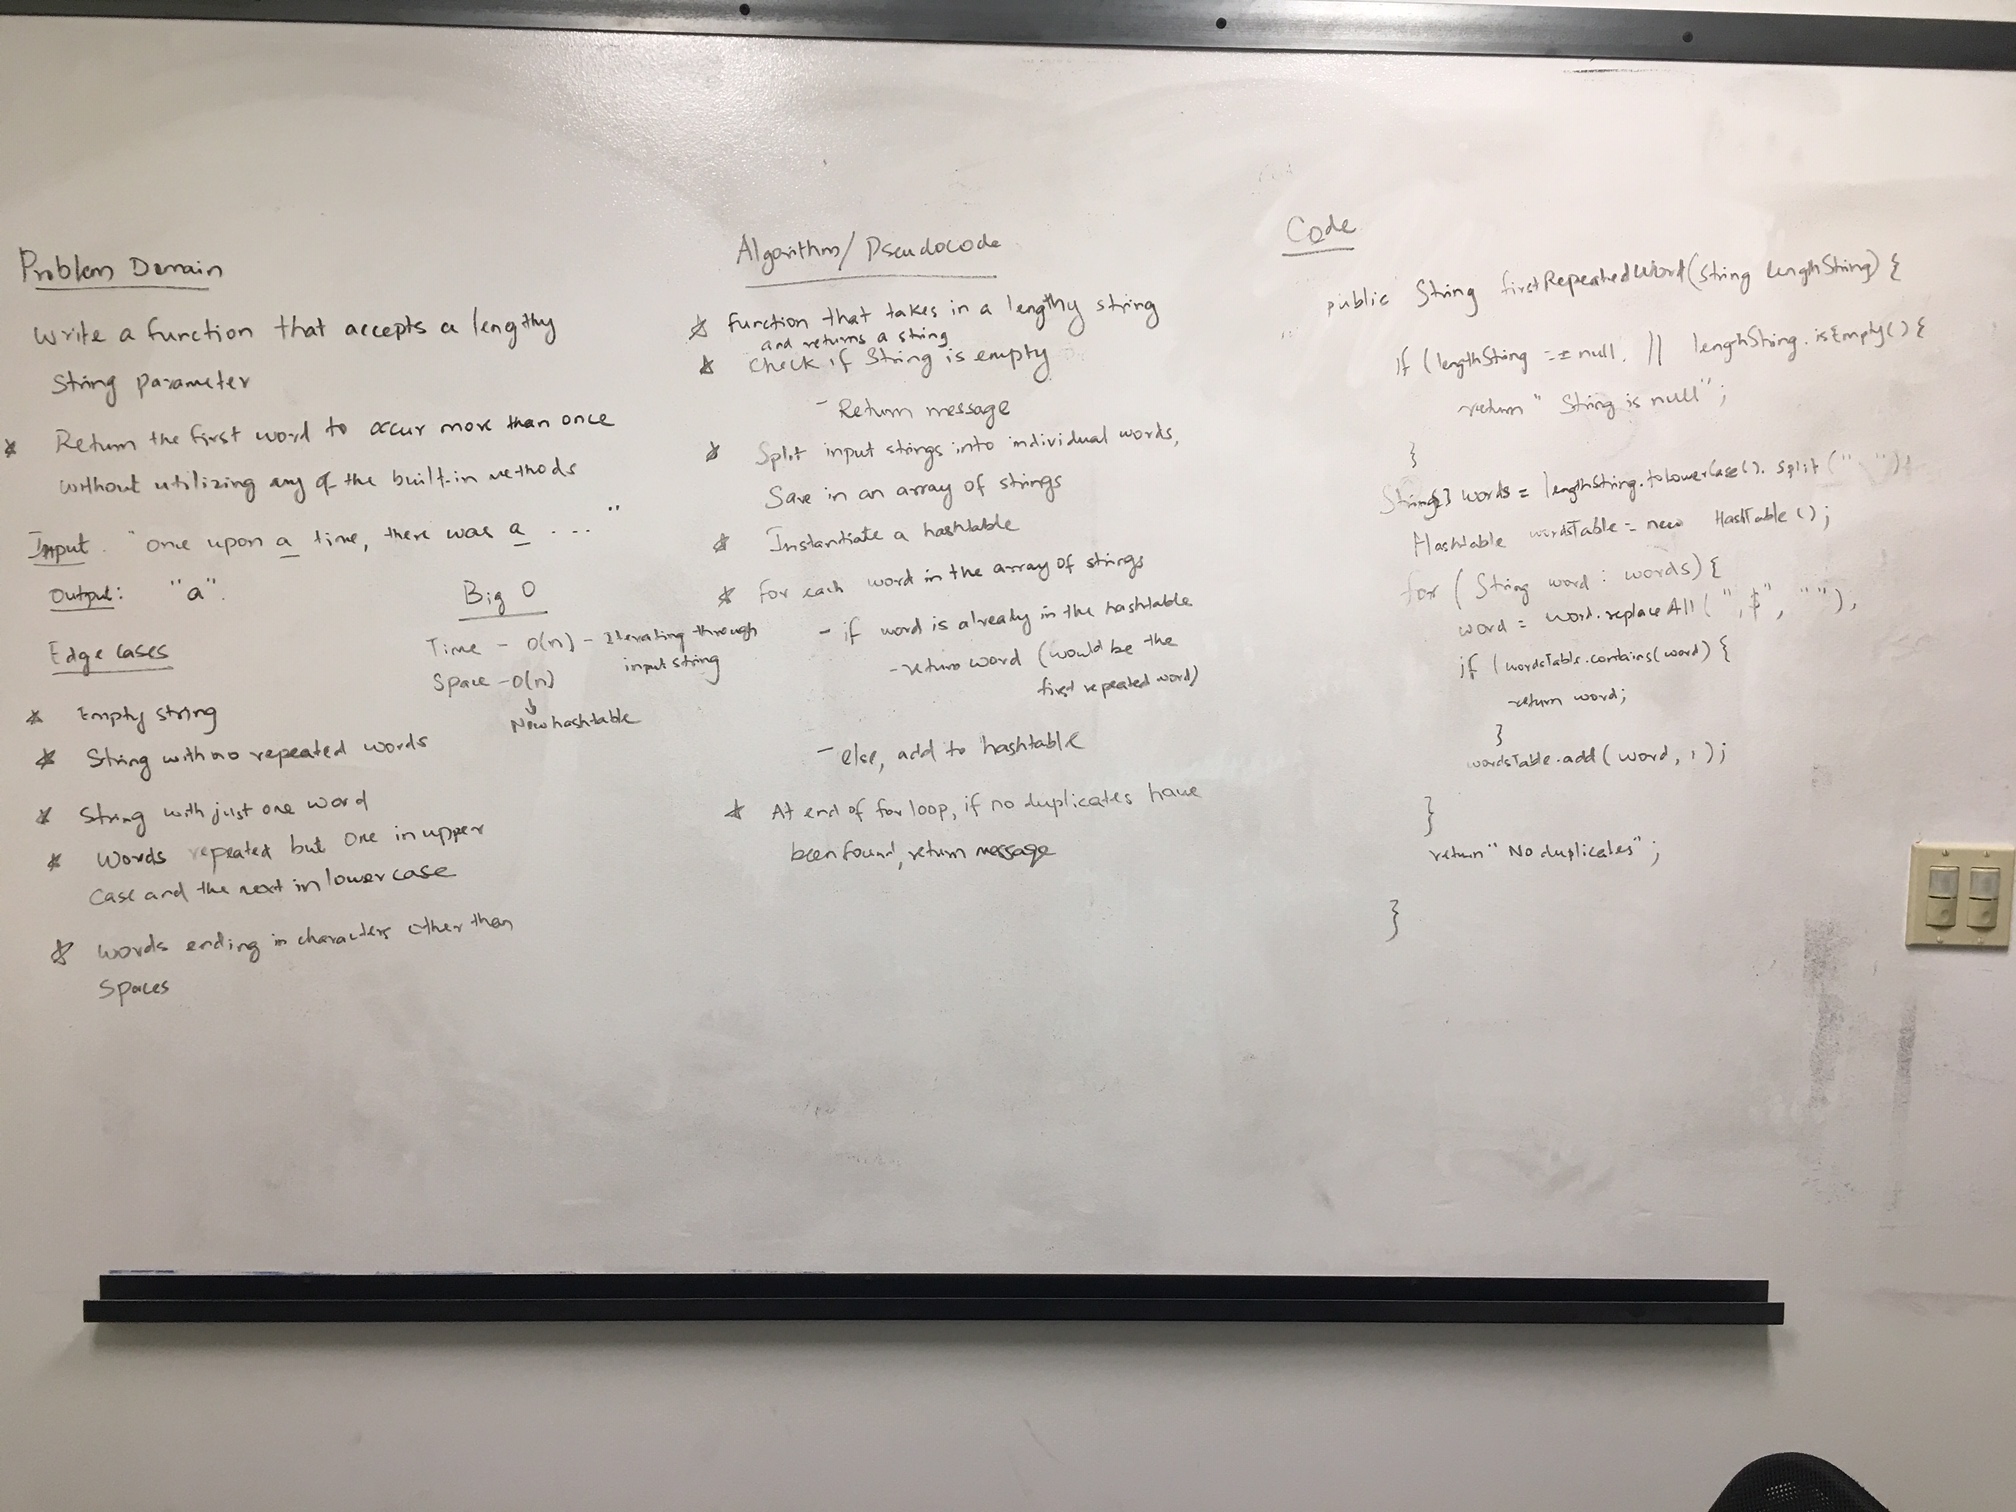 Problem Domain
Write a function that accepts a lengthy
String parameter
* Return the first word to occur more than once
without utilizing any of the built-in methods
Input. "once upon a time, there was a ... "
Output: "a".
Edge cases
* Empty string
* String with no repeated words
* String with just one word
* Words repeated but one in upper
case and the next in lower case
* Words ending in characters other than
spaces
Big O
Time - O(n) - Iterating through
input string
Space - O(n)
↓
New hashtable
Algorithm/Pseudocode
* function that takes in a lengthy string
and returns a string
* check if String is empty
- Return message
* Split input strings into individual words,
Save in an array of strings
* Instantiate a hashtable
* For each word in the array of strings
- if word is already in the hashtable
- return word (would be the
first repeated word)
- else, add to hashtable
* At end of for loop, if no duplicates have
been found, return message
Code
public String firstRepeatedWord(String lengthString) {
if (lengthString == null. || lengthString.isEmpty() {
return " String is null";
}
String[] words = lengthString.toLowerCase().split(" ");
Hashtable wordsTable = new HashTable();
for (String word : words) {
word = word.replaceAll(",$", "");
if (wordsTable.contains(word) {
return word;
}
wordsTable.add(word, 1);
}
return " No duplicates";
}